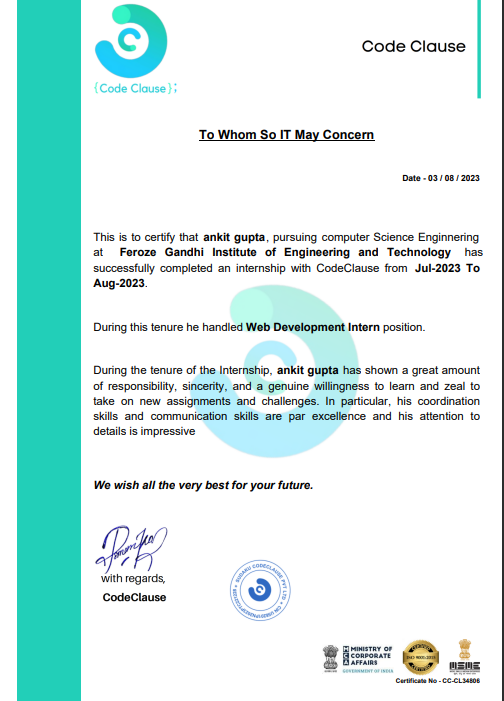 {Code Clause};
Code Clause
To Whom So IT May Concern
Date - 03 / 08 / 2023
This is to certify that ankit gupta, pursuing computer Science Enginnering
at Feroze Gandhi Institute of Engineering and Technology has
successfully completed an internship with CodeClause from Jul-2023 To
Aug-2023.
During this tenure he handled Web Development Intern position.
During the tenure of the Internship, ankit gupta has shown a great amount
of responsibility, sincerity, and a genuine willingness to learn and zeal to
take on new assignments and challenges. In particular, his coordination
skills and communication skills are par excellence and his attention to
details is impressive
We wish all the very best for your future.
with regards,
CodeClause
SUDAKU CODECLAUSE PVT LTD
MCA
MINISTRY OF
CORPORATE
AFFAIRS
GOVERNMENT OF INDIA
CERTIFIED
ISO 9001:2015
MSME
Certificate No - CC-CL34806